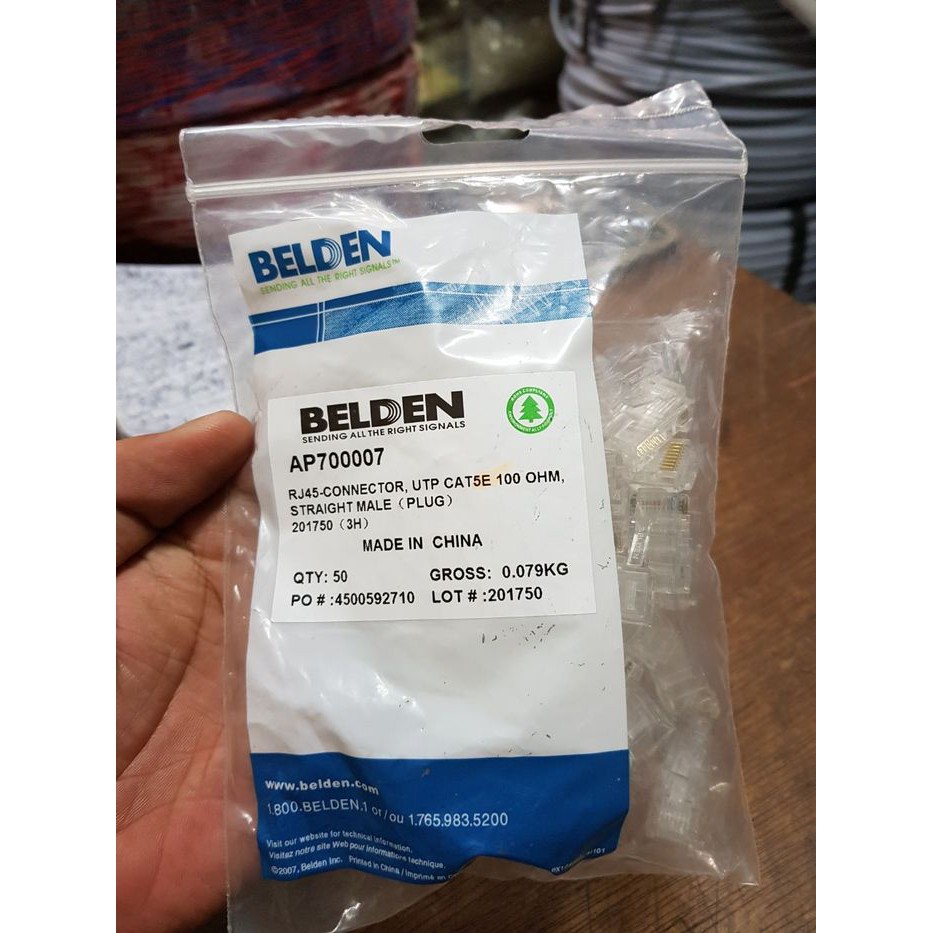 BELDEN
SENDING ALL THE RIGHT SIGNALS™
BELDEN
SENDING ALL THE RIGHT SIGNALS
AP700007
RJ45-CONNECTOR, UTP CAT5E 100 OHM,
STRAIGHT MALE（PLUG）
201750（3H）
MADE IN CHINA
QTY: 50 GROSS: 0.079KG
PO # :4500592710 LOT # :201750
www.belden.com
1.800.BELDEN.1 or/ou 1.765.983.5200
Visit our website for technical information.
Visitez notre site Web pour informations technique.
©2007, Belden Inc. Printed in China / Imprimé en